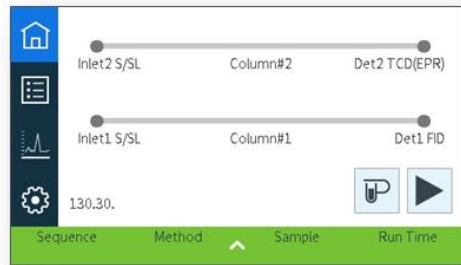 Inlet2 S/SL Column#2 Det2 TCD(EPR)
Inlet1 S/SL Column#1 Det1 FID
130.30.
Sequence Method Sample Run Time